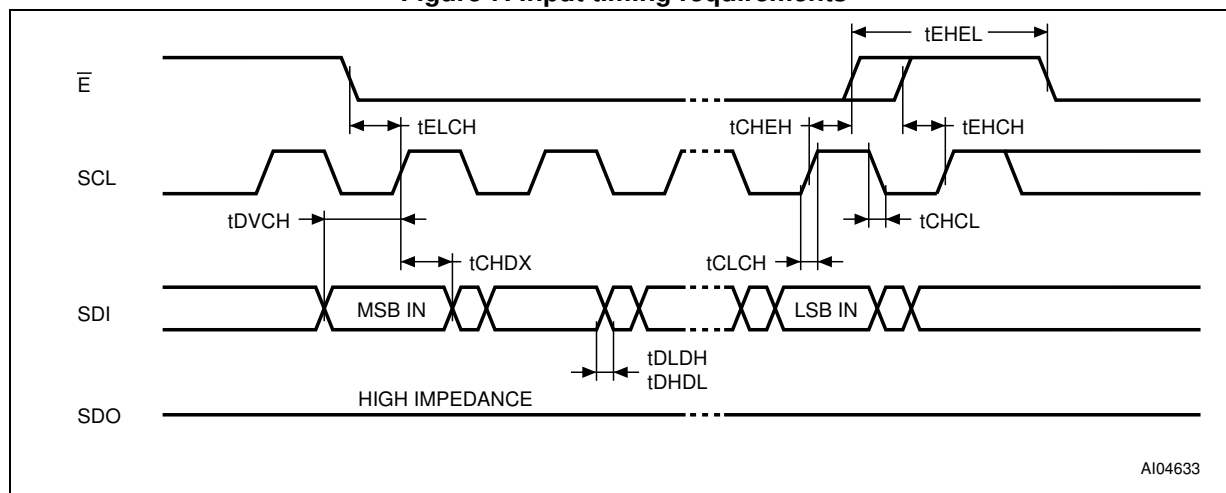 Figure 7. Input timing requirements
tEHEL
E
tELCH
tCHEH
tEHCH
SCL
tDVCH
tCHCL
tCHDX
tCLCH
SDI
MSB IN
LSB IN
tDLDH
tDHDL
HIGH IMPEDANCE
SDO
AI04633